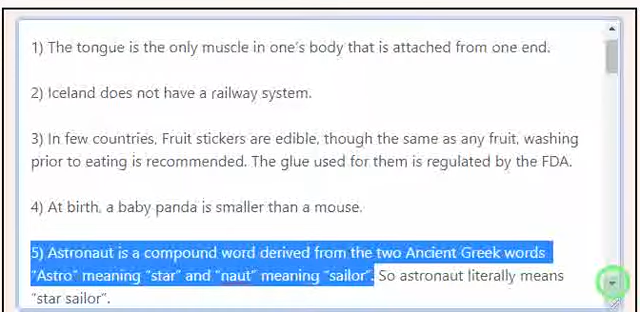 1) The tongue is the only muscle in one's body that is attached from one end.
2) Iceland does not have a railway system.
3) In few countries, Fruit stickers are edible, though the same as any fruit, washing
prior to eating is recommended. The glue used for them is regulated by the FDA.
4) At birth, a baby panda is smaller than a mouse.
5) Astronaut is a compound word derived from the two Ancient Greek words
"Astro" meaning "star" and "naut" meaning "sailor". So astronaut literally means
"star sailor".